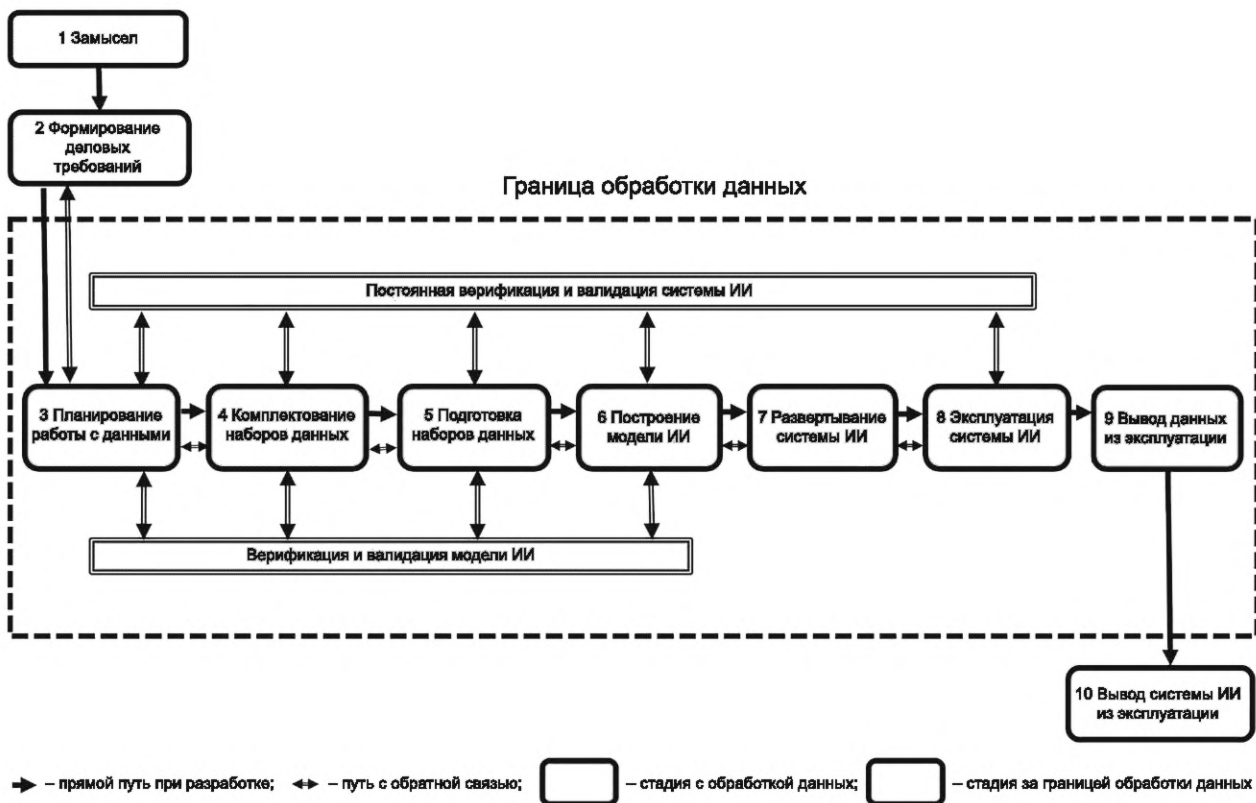 1 Замысел
2 Формирование
деловых
требований
Граница обработки данных
Постоянная верификация и валидация системы ИИ
3 Планирование
работы с данными
4 Комплектование
наборов данных
5 Подготовка
наборов данных
6 Построение
модели ИИ
7 Развертывание
системы ИИ
8 Эксплуатация
системы ИИ
9 Вывод данных
из эксплуатации
Верификация и валидация модели ИИ
10 Вывод системы ИИ
из эксплуатации
– прямой путь при разработке; – путь с обратной связью; – стадия с обработкой данных; – стадия за границей обработки данных